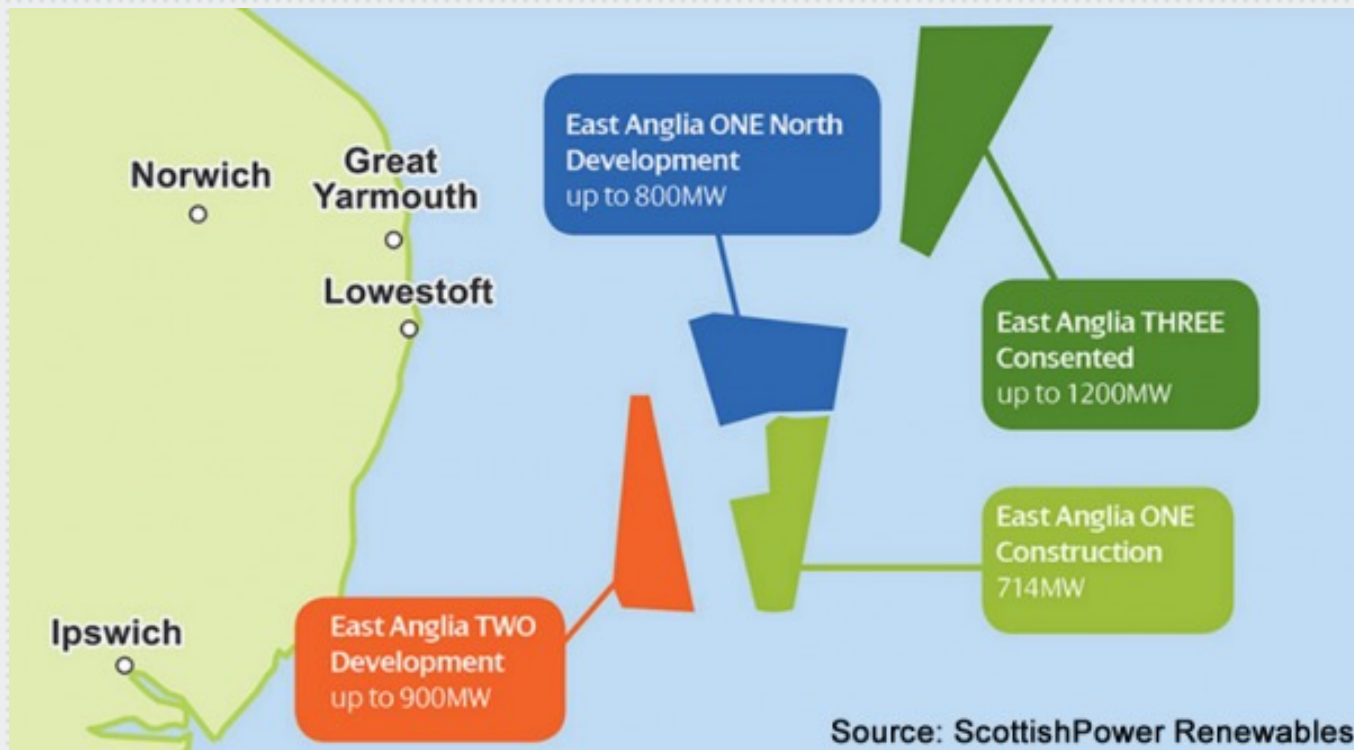 East Anglia ONE North
Development
up to 800MW
Norwich
Great
Yarmouth
Lowestoft
East Anglia THREE
Consented
up to 1200MW
East Anglia ONE
Construction
714MW
Ipswich
East Anglia TWO
Development
up to 900MW
Source: ScottishPower Renewables